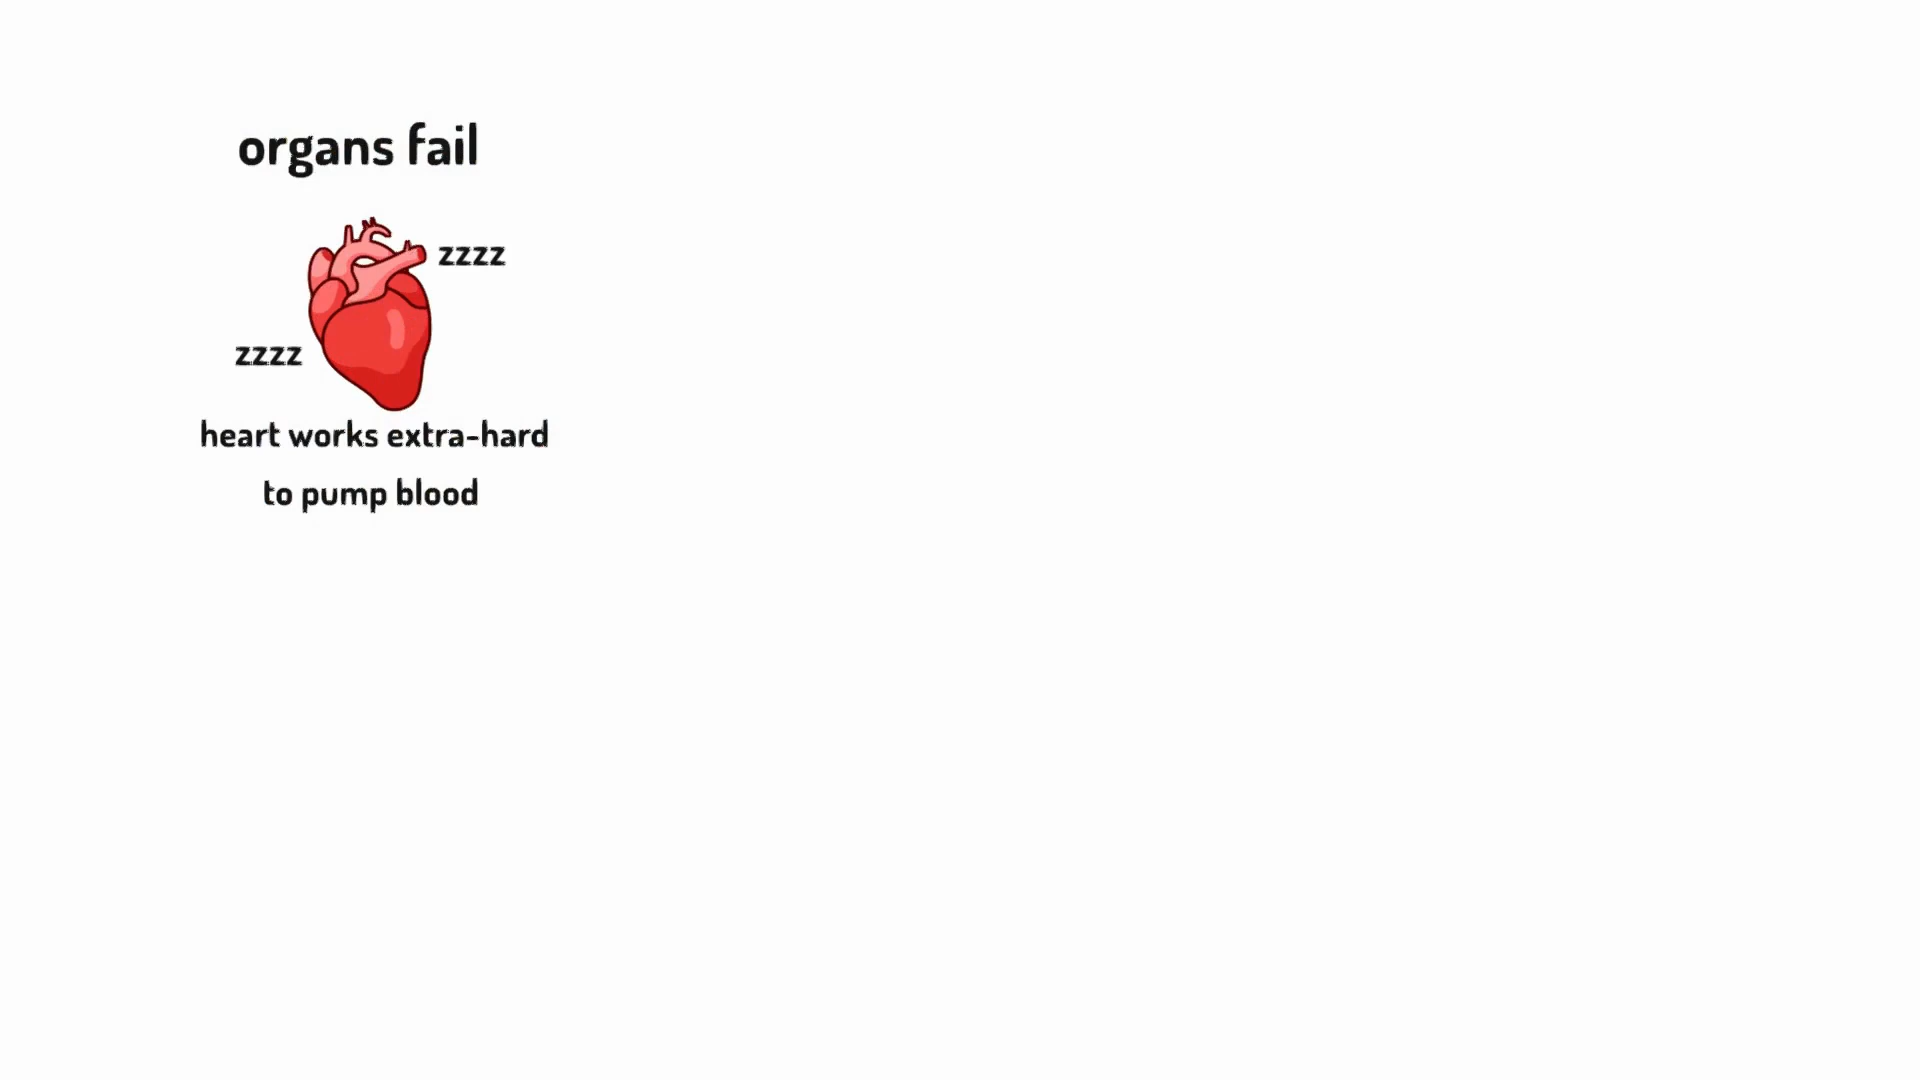 organs fail
zzzz
zzzz
heart works extra-hard
to pump blood